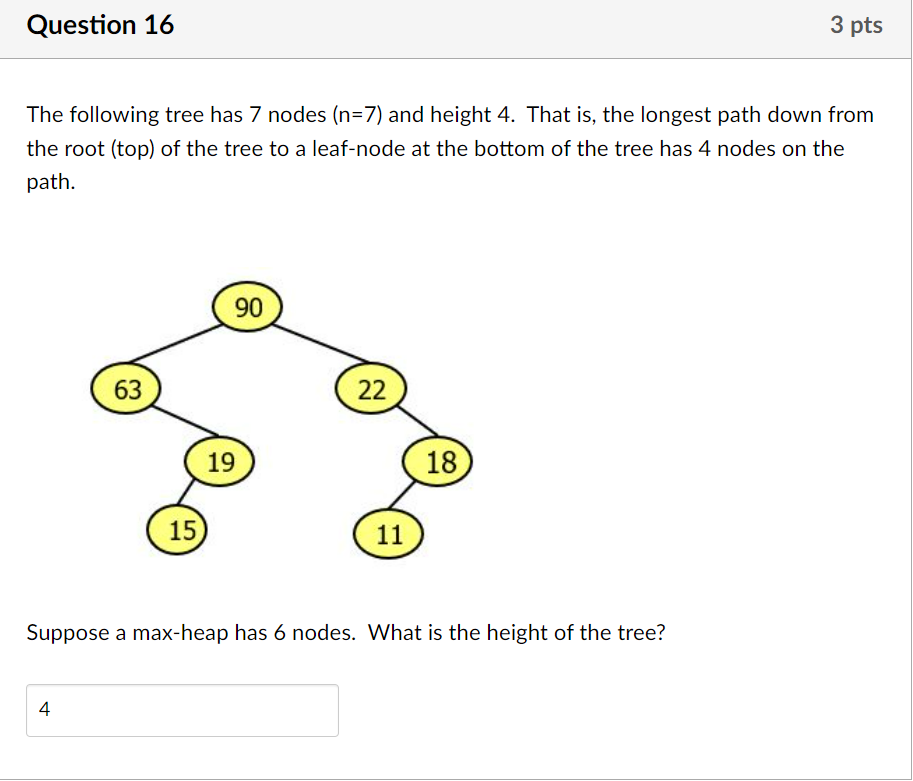 Question 16
3 pts
The following tree has 7 nodes (n=7) and height 4. That is, the longest path down from
the root (top) of the tree to a leaf-node at the bottom of the tree has 4 nodes on the
path.
90
63
22
19
18
15
11
Suppose a max-heap has 6 nodes. What is the height of the tree?
4